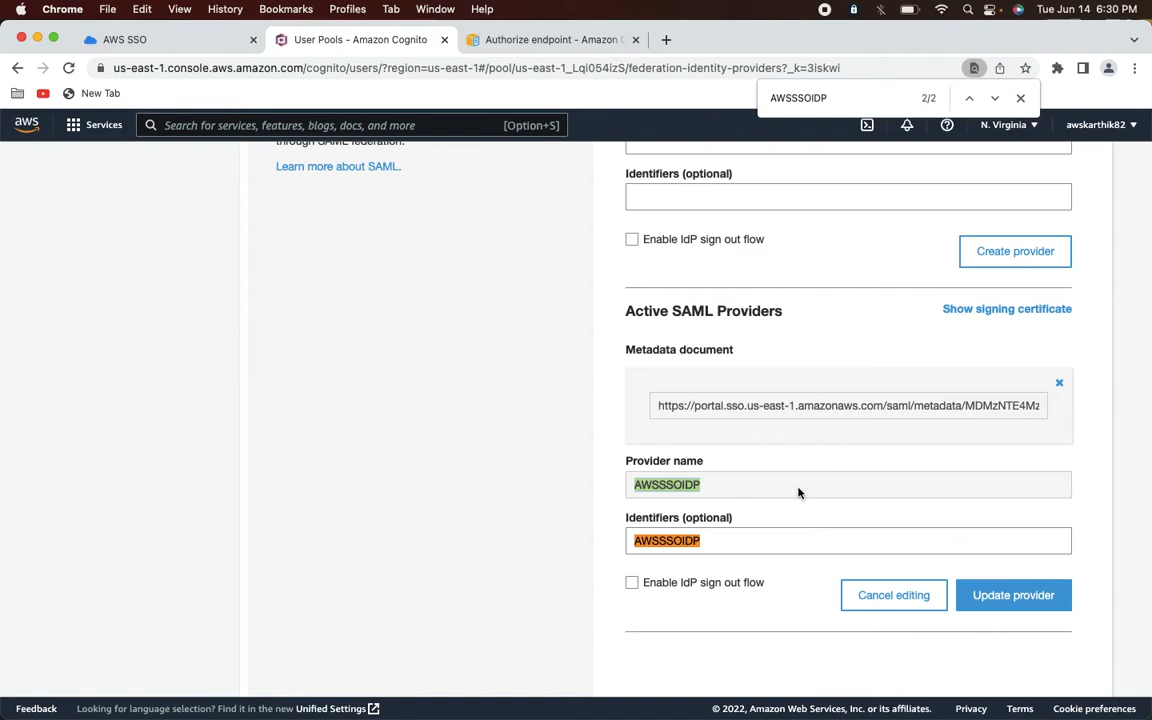 Chrome File Edit View History Bookmarks Profiles Tab Window Help Tue Jun 14 6:30 PM
AWS SSO User Pools - Amazon Cognito Authorize endpoint - Amazon C
us-east-1.console.aws.amazon.com/cognito/users/?region=us-east-1#/pool/us-east-1_Lqi054izS/federation-identity-providers?_k=3iskwi
New Tab
AWSSSOIDP 2/2
aws Services Search for services, features, blogs, docs, and more [Option+S] N. Virginia awskarthik82
through SAML federation.
Learn more about SAML.
Identifiers (optional)
Enable IdP sign out flow
Create provider
Active SAML Providers Show signing certificate
Metadata document
https://portal.sso.us-east-1.amazonaws.com/saml/metadata/MDMzNTE4Mz
Provider name
AWSSSOIDP
Identifiers (optional)
AWSSSOIDP
Enable IdP sign out flow
Cancel editing Update provider
Feedback Looking for language selection? Find it in the new Unified Settings © 2022, Amazon Web Services, Inc. or its affiliates. Privacy Terms Cookie preferences